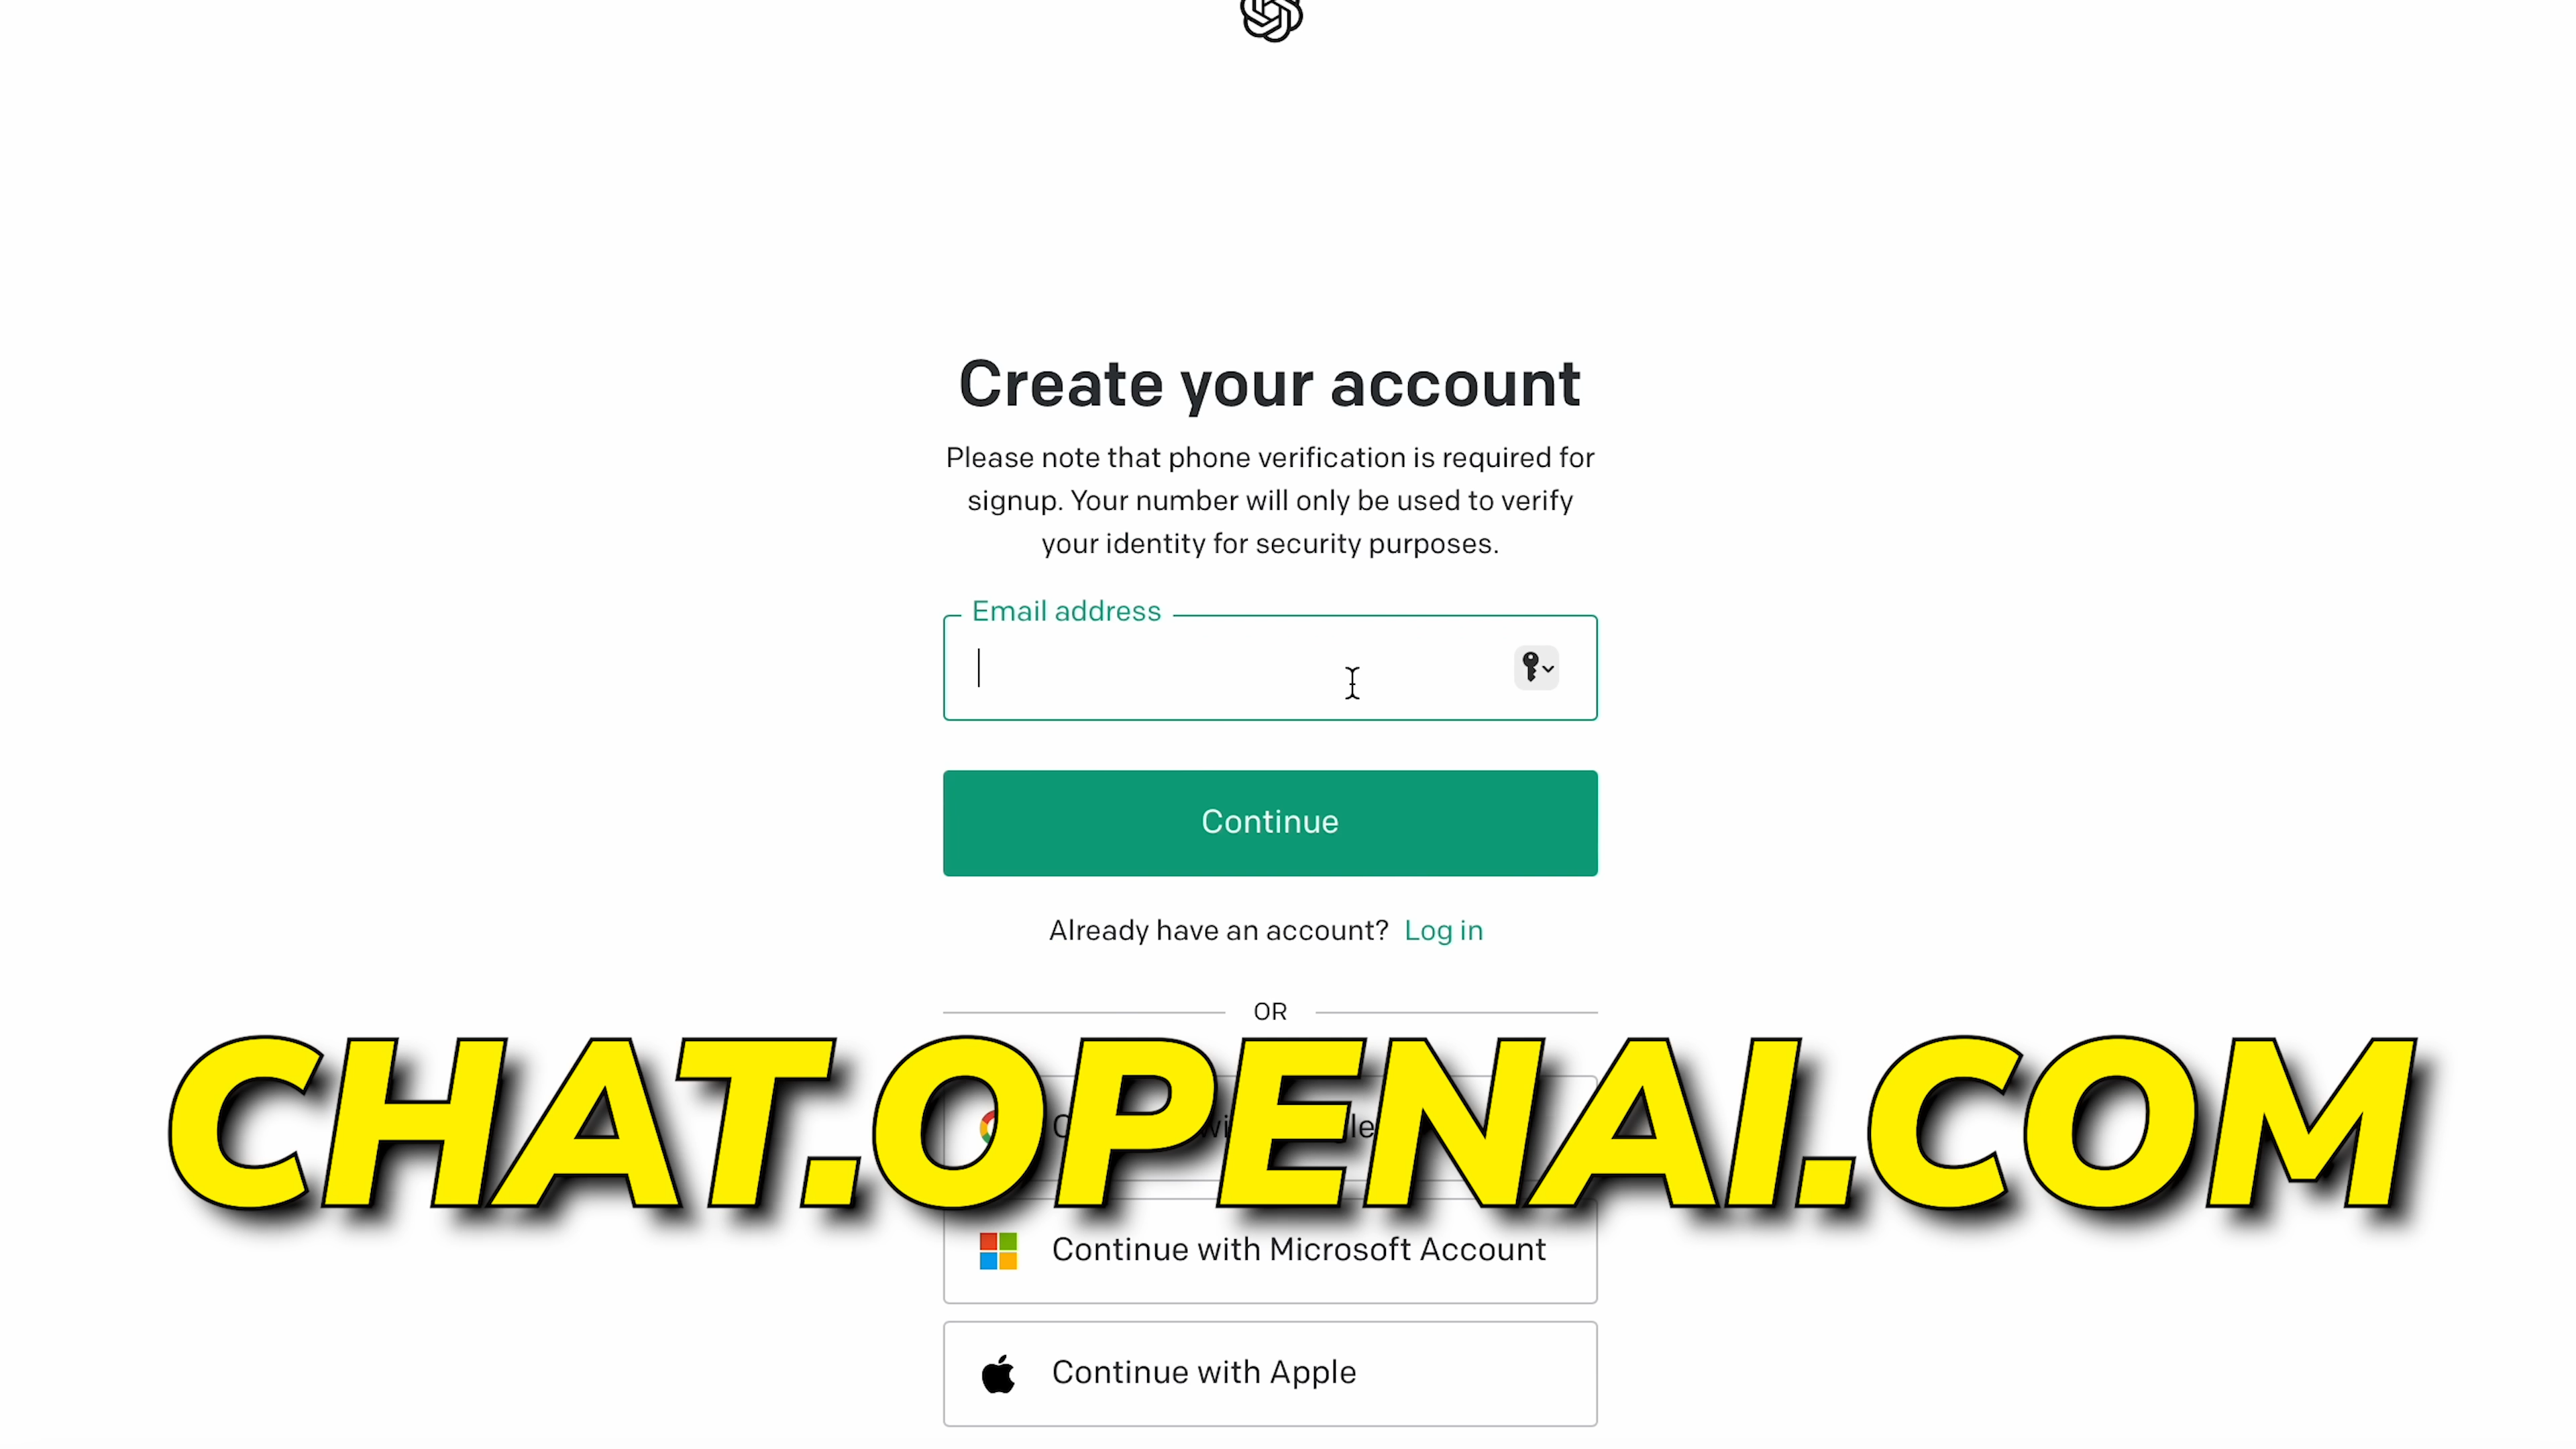 Create your account
Please note that phone verification is required for
signup. Your number will only be used to verify
your identity for security purposes.
Email address
Continue
Already have an account? Log in
OR
CHAT.OPENAI.COM
Continue with Microsoft Account
Continue with Apple